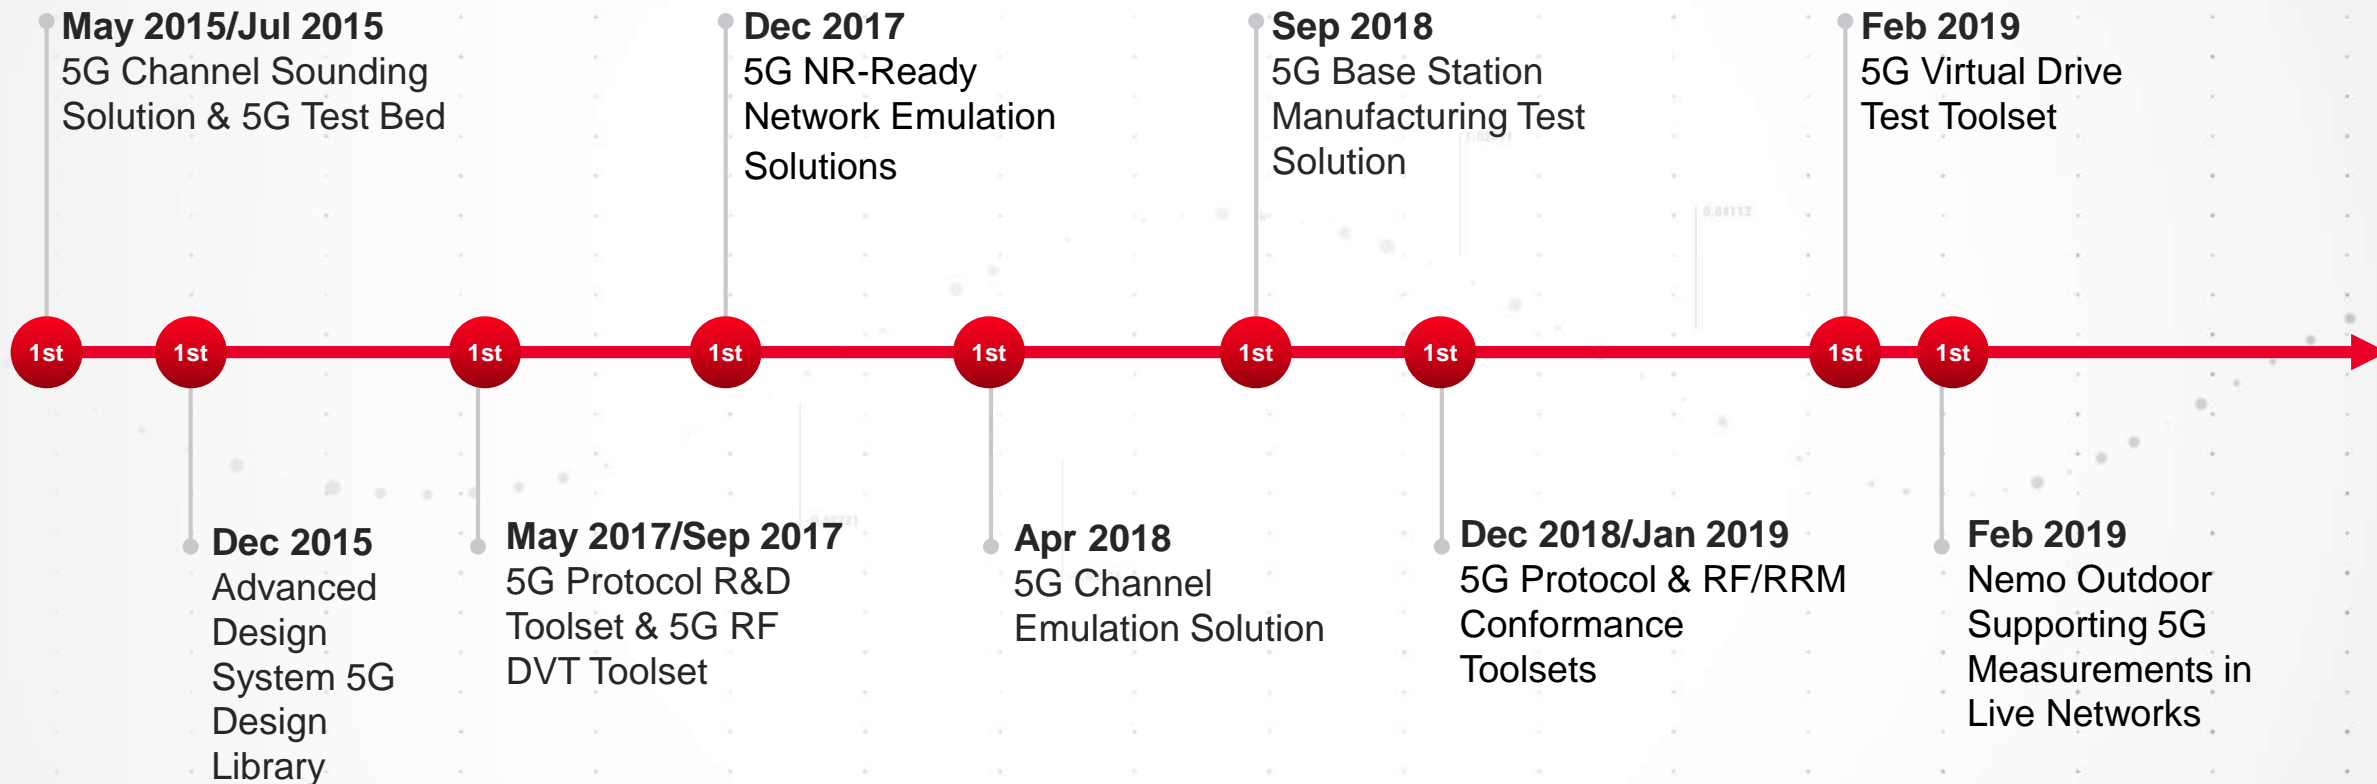 May 2015/Jul 2015
5G Channel Sounding
Solution & 5G Test Bed
Dec 2017
5G NR-Ready
Network Emulation
Solutions
Sep 2018
5G Base Station
Manufacturing Test
Solution
Feb 2019
5G Virtual Drive
Test Toolset
0.04112
1st
1st
1st
1st
1st
1st
1st
1st
1st
Dec 2015
Advanced
Design
System 5G
Design
Library
May 2017/Sep 2017
5G Protocol R&D
Toolset & 5G RF
DVT Toolset
Apr 2018
5G Channel
Emulation Solution
Dec 2018/Jan 2019
5G Protocol & RF/RRM
Conformance
Toolsets
Feb 2019
Nemo Outdoor
Supporting 5G
Measurements in
Live Networks